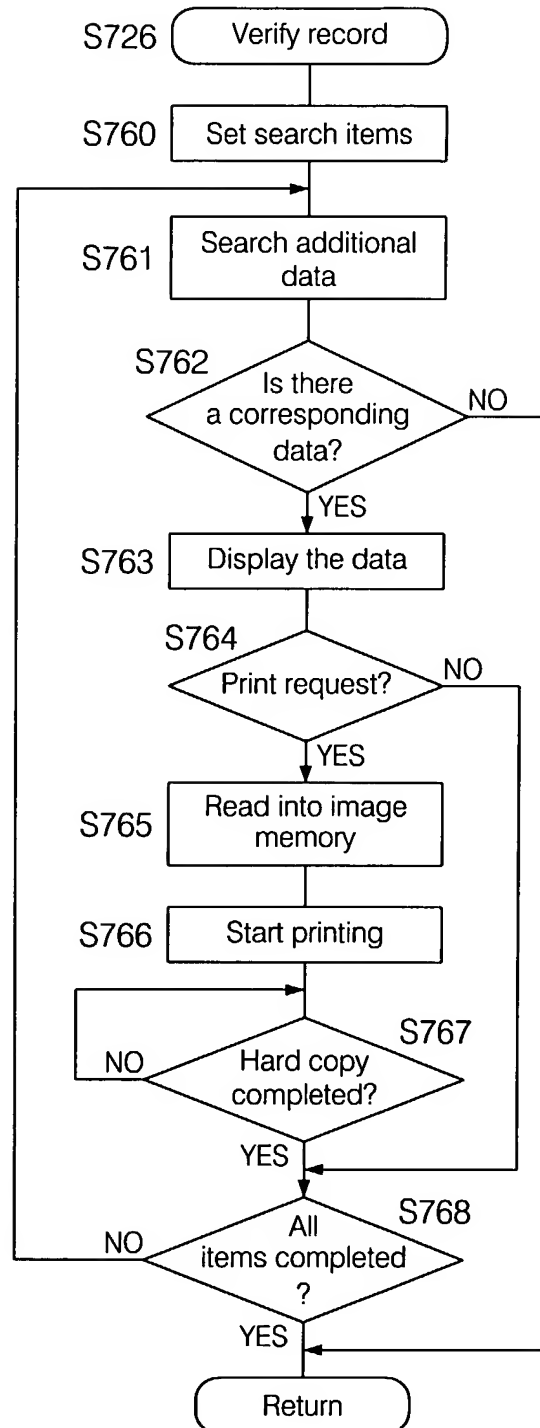 S726
Verify record
S760
Set search items
S761
Search additional
data
S762
Is there
a corresponding
data?
NO
YES
S763
Display the data
S764
Print request?
NO
YES
S765
Read into image
memory
S766
Start printing
S767
NO
Hard copy
completed?
YES
S768
NO
All
items completed
?
YES
Return